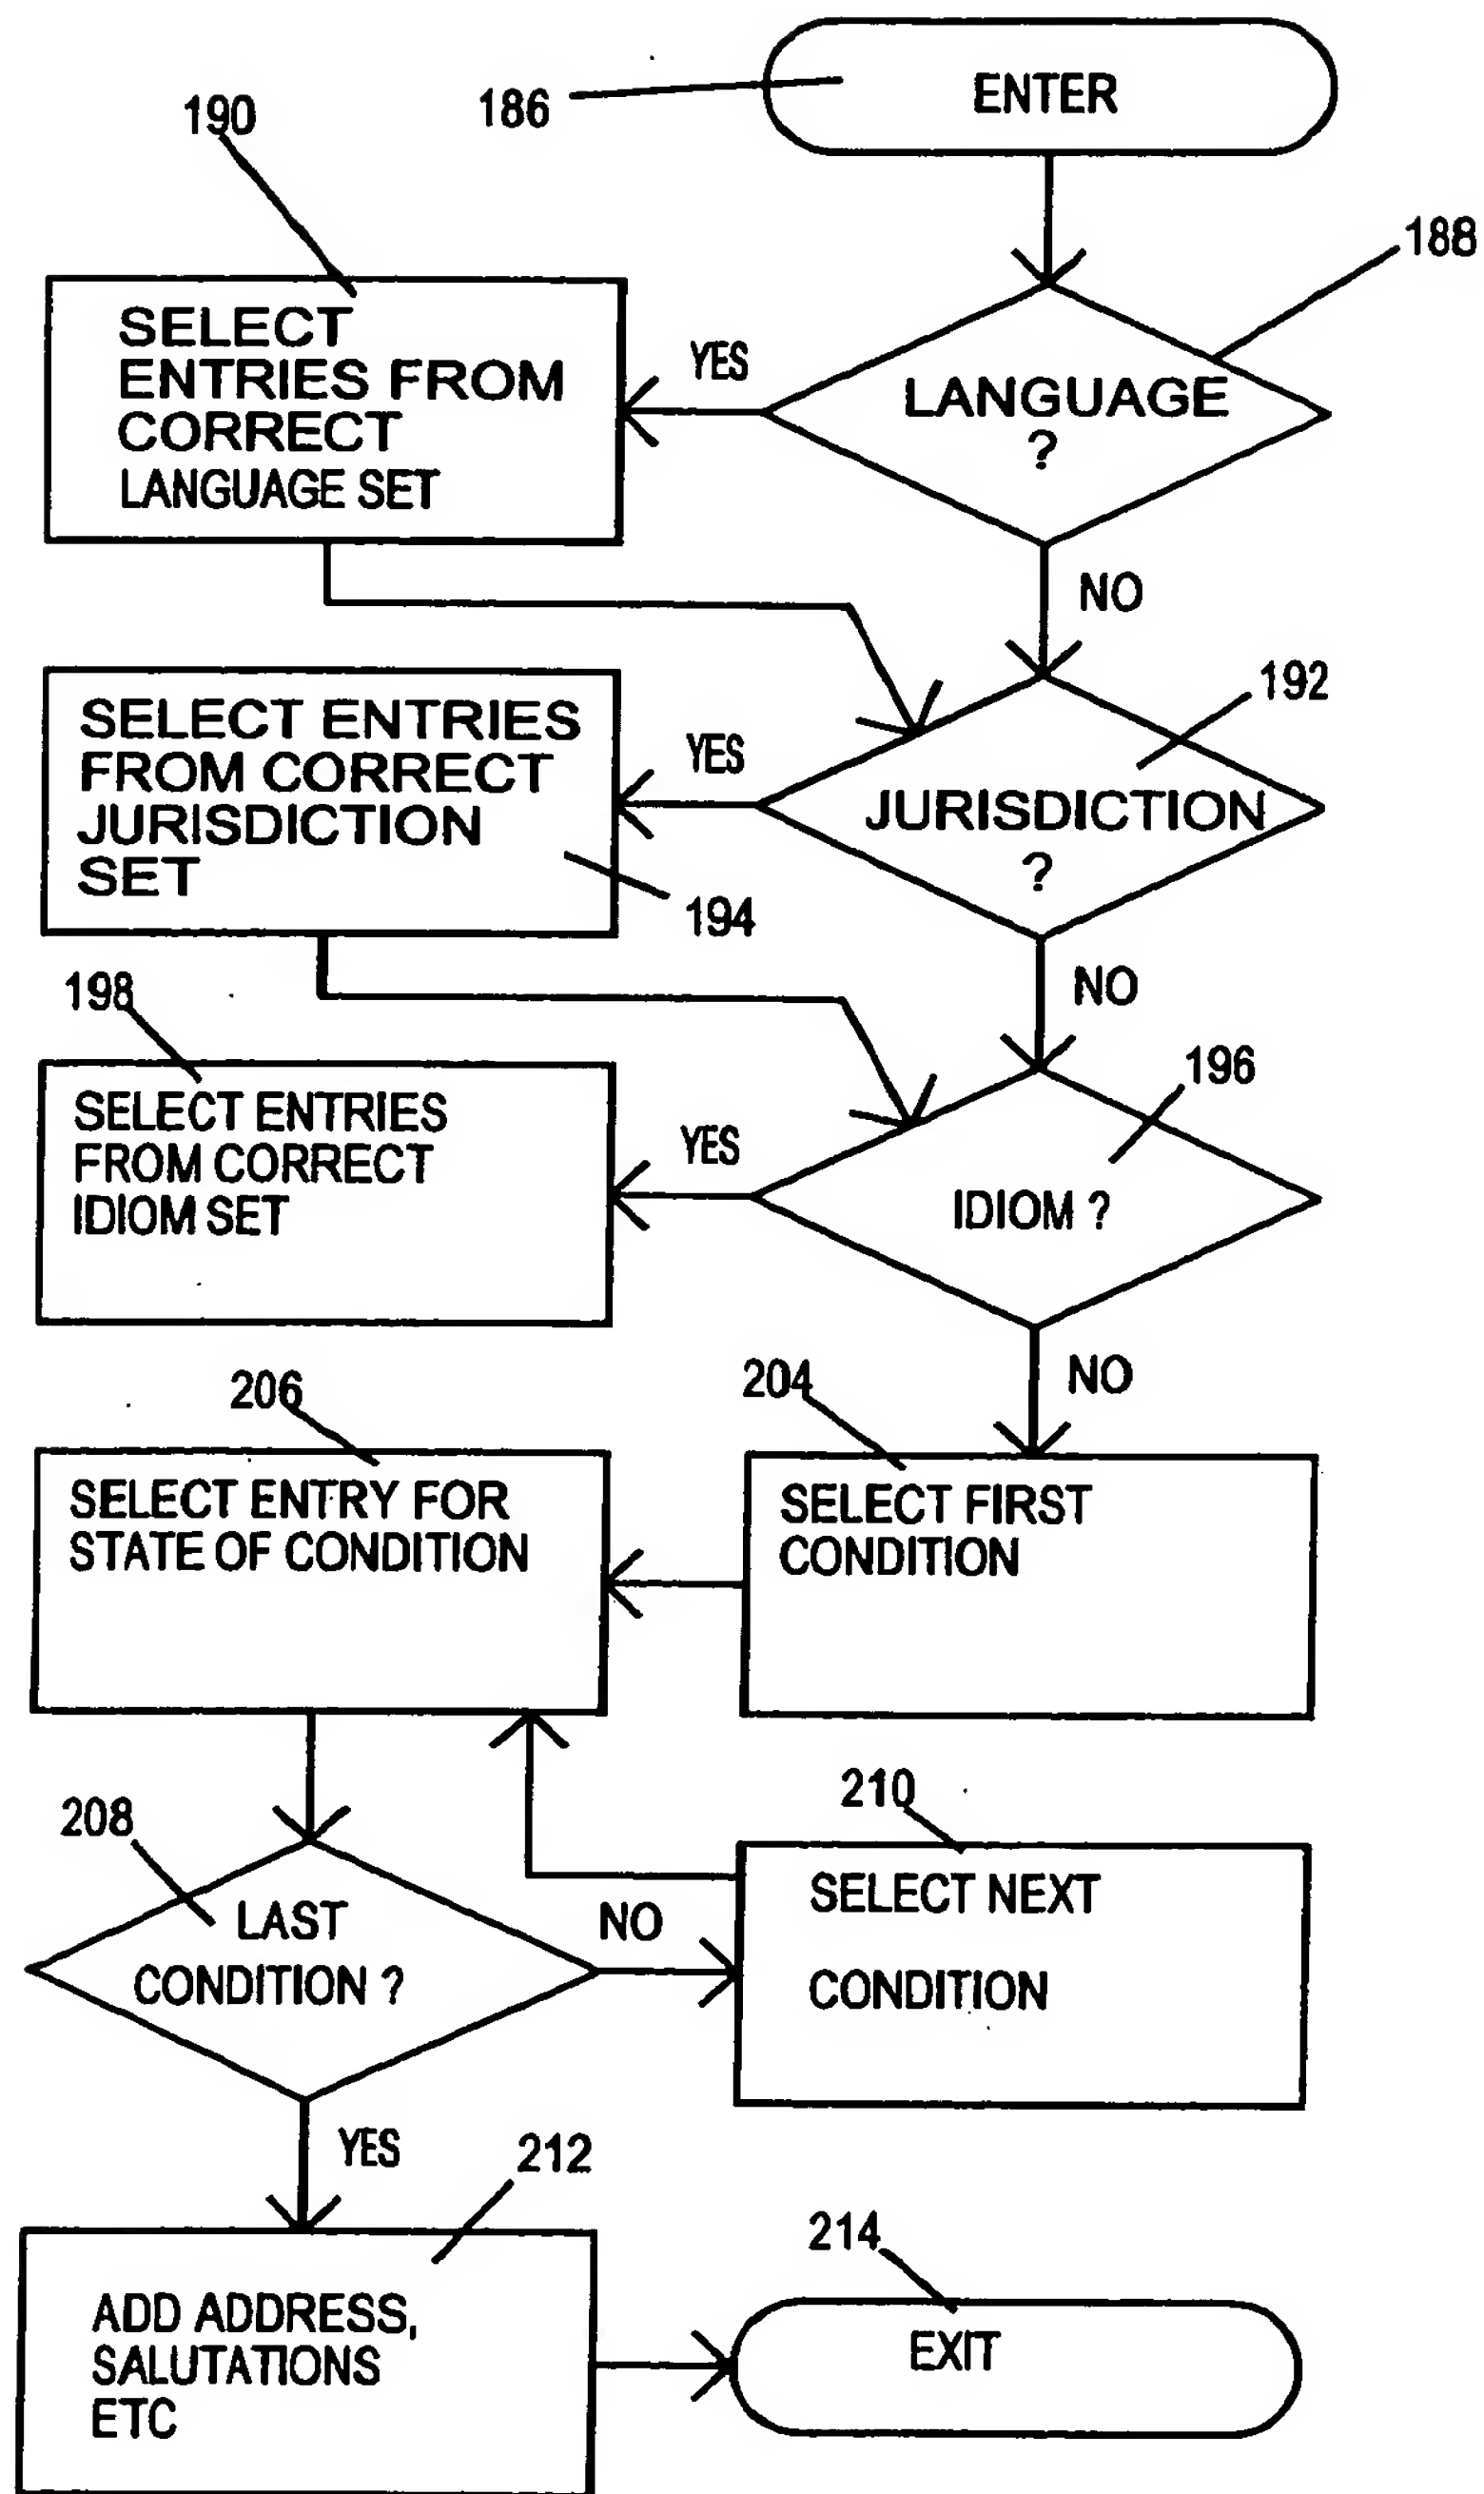 186
ENTER
190
188
SELECT
ENTRIES FROM
CORRECT
LANGUAGE SET
YES
LANGUAGE
?
NO
192
SELECT ENTRIES
FROM CORRECT
JURISDICTION
SET
YES
JURISDICTION
?
194
NO
198
196
SELECT ENTRIES
FROM CORRECT
IDIOM SET
YES
IDIOM ?
NO
206
204
SELECT ENTRY FOR
STATE OF CONDITION
SELECT FIRST
CONDITION
208
210
LAST
CONDITION ?
NO
SELECT NEXT
CONDITION
YES
212
214
ADD ADDRESS,
SALUTATIONS
ETC
EXIT